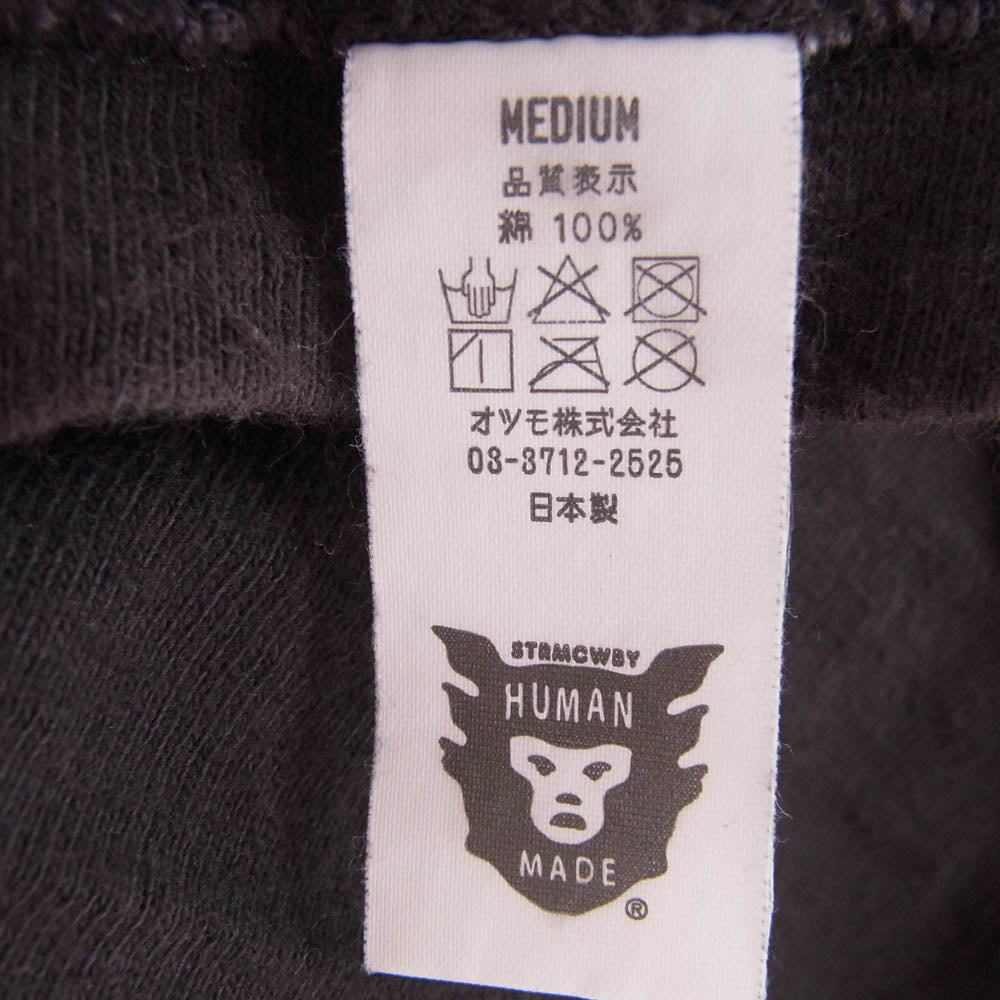 MEDIUM
品質表示
綿 100%
オツモ株式会社
03-3712-2525
日本製
STRMCWBY
HUMAN
MADE
®